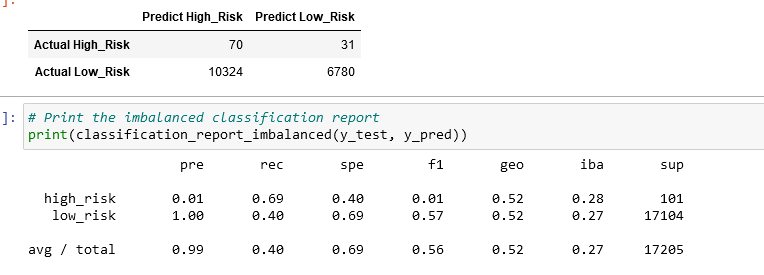 ]:
Predict High_Risk Predict Low_Risk
Actual High_Risk 70 31
Actual Low_Risk 10324 6780
]: # Print the imbalanced classification report
print(classification_report_imbalanced(y_test, y_pred))
pre rec spe f1 geo iba sup
high_risk 0.01 0.69 0.40 0.01 0.52 0.28 101
low_risk 1.00 0.40 0.69 0.57 0.52 0.27 17104
avg / total 0.99 0.40 0.69 0.56 0.52 0.27 17205